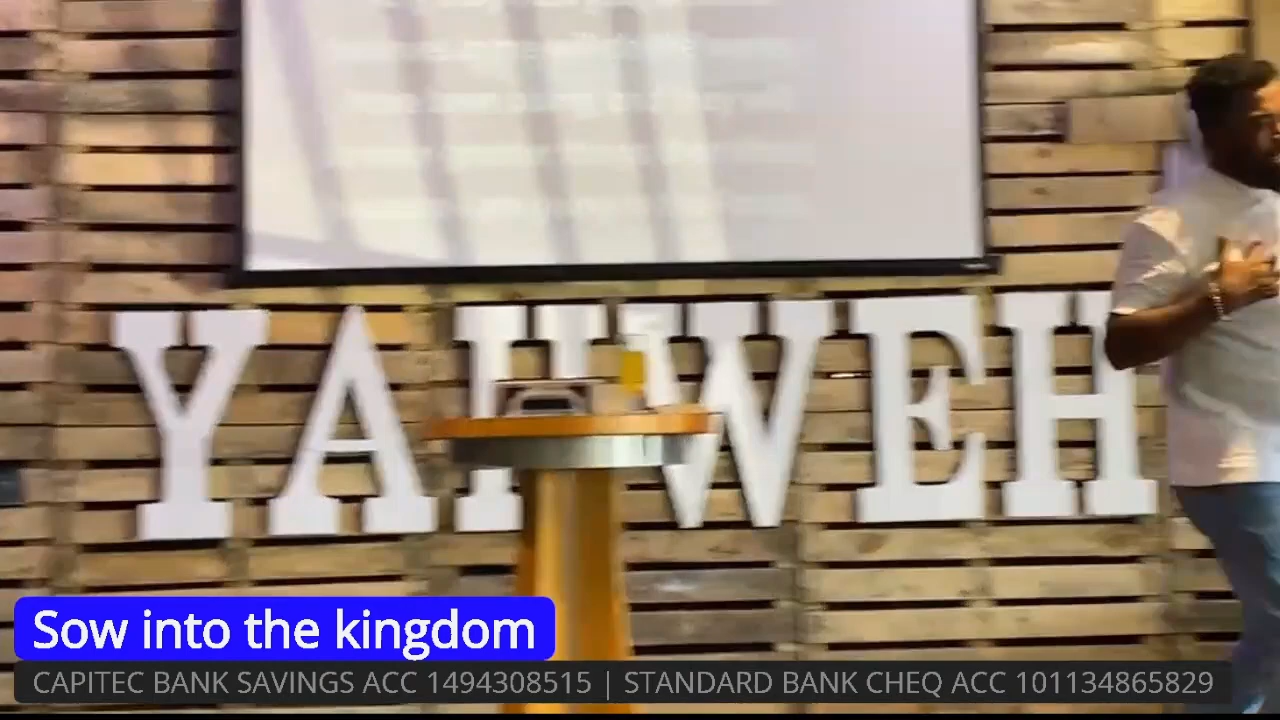 YAHWEH
Sow into the kingdom
CAPITEC BANK SAVINGS ACC 1494308515 | STANDARD BANK CHEQ ACC 101134865829